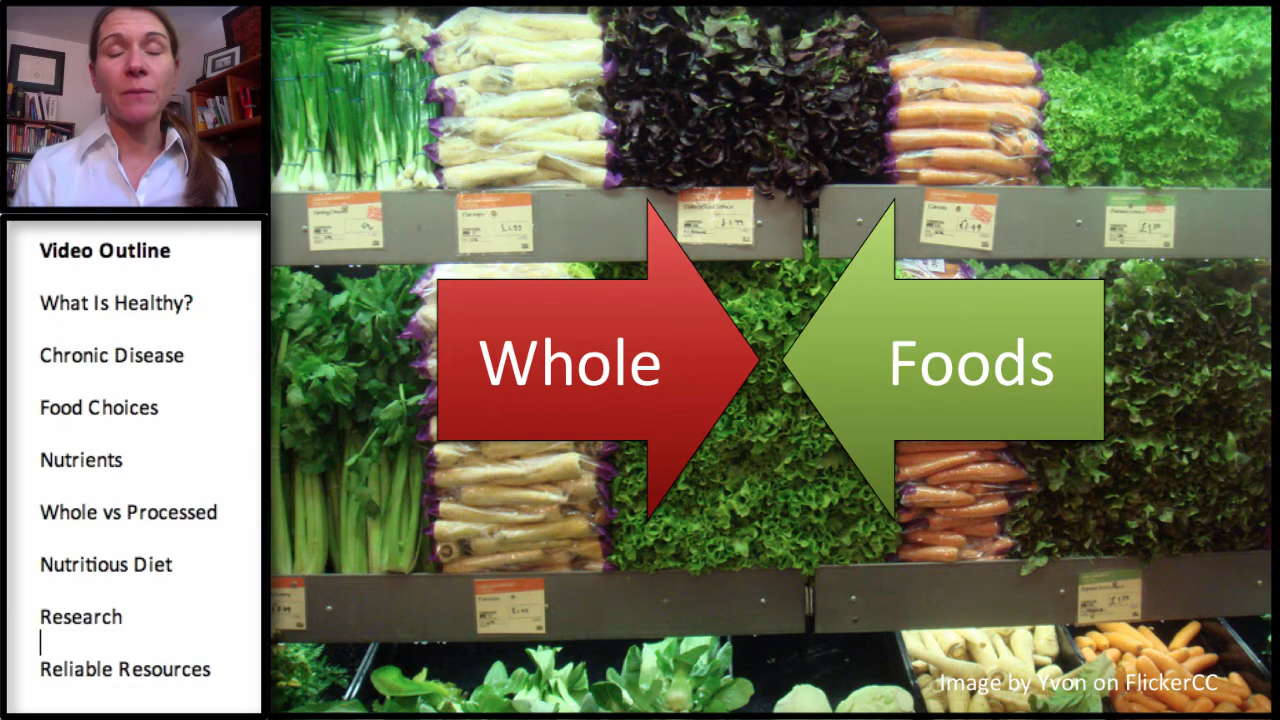 Video Outline
What Is Healthy?
Chronic Disease
Food Choices
Nutrients
Whole vs Processed
Nutritious Diet
Research
Reliable Resources
Whole
Foods
Image by Yvon on FlickerCC